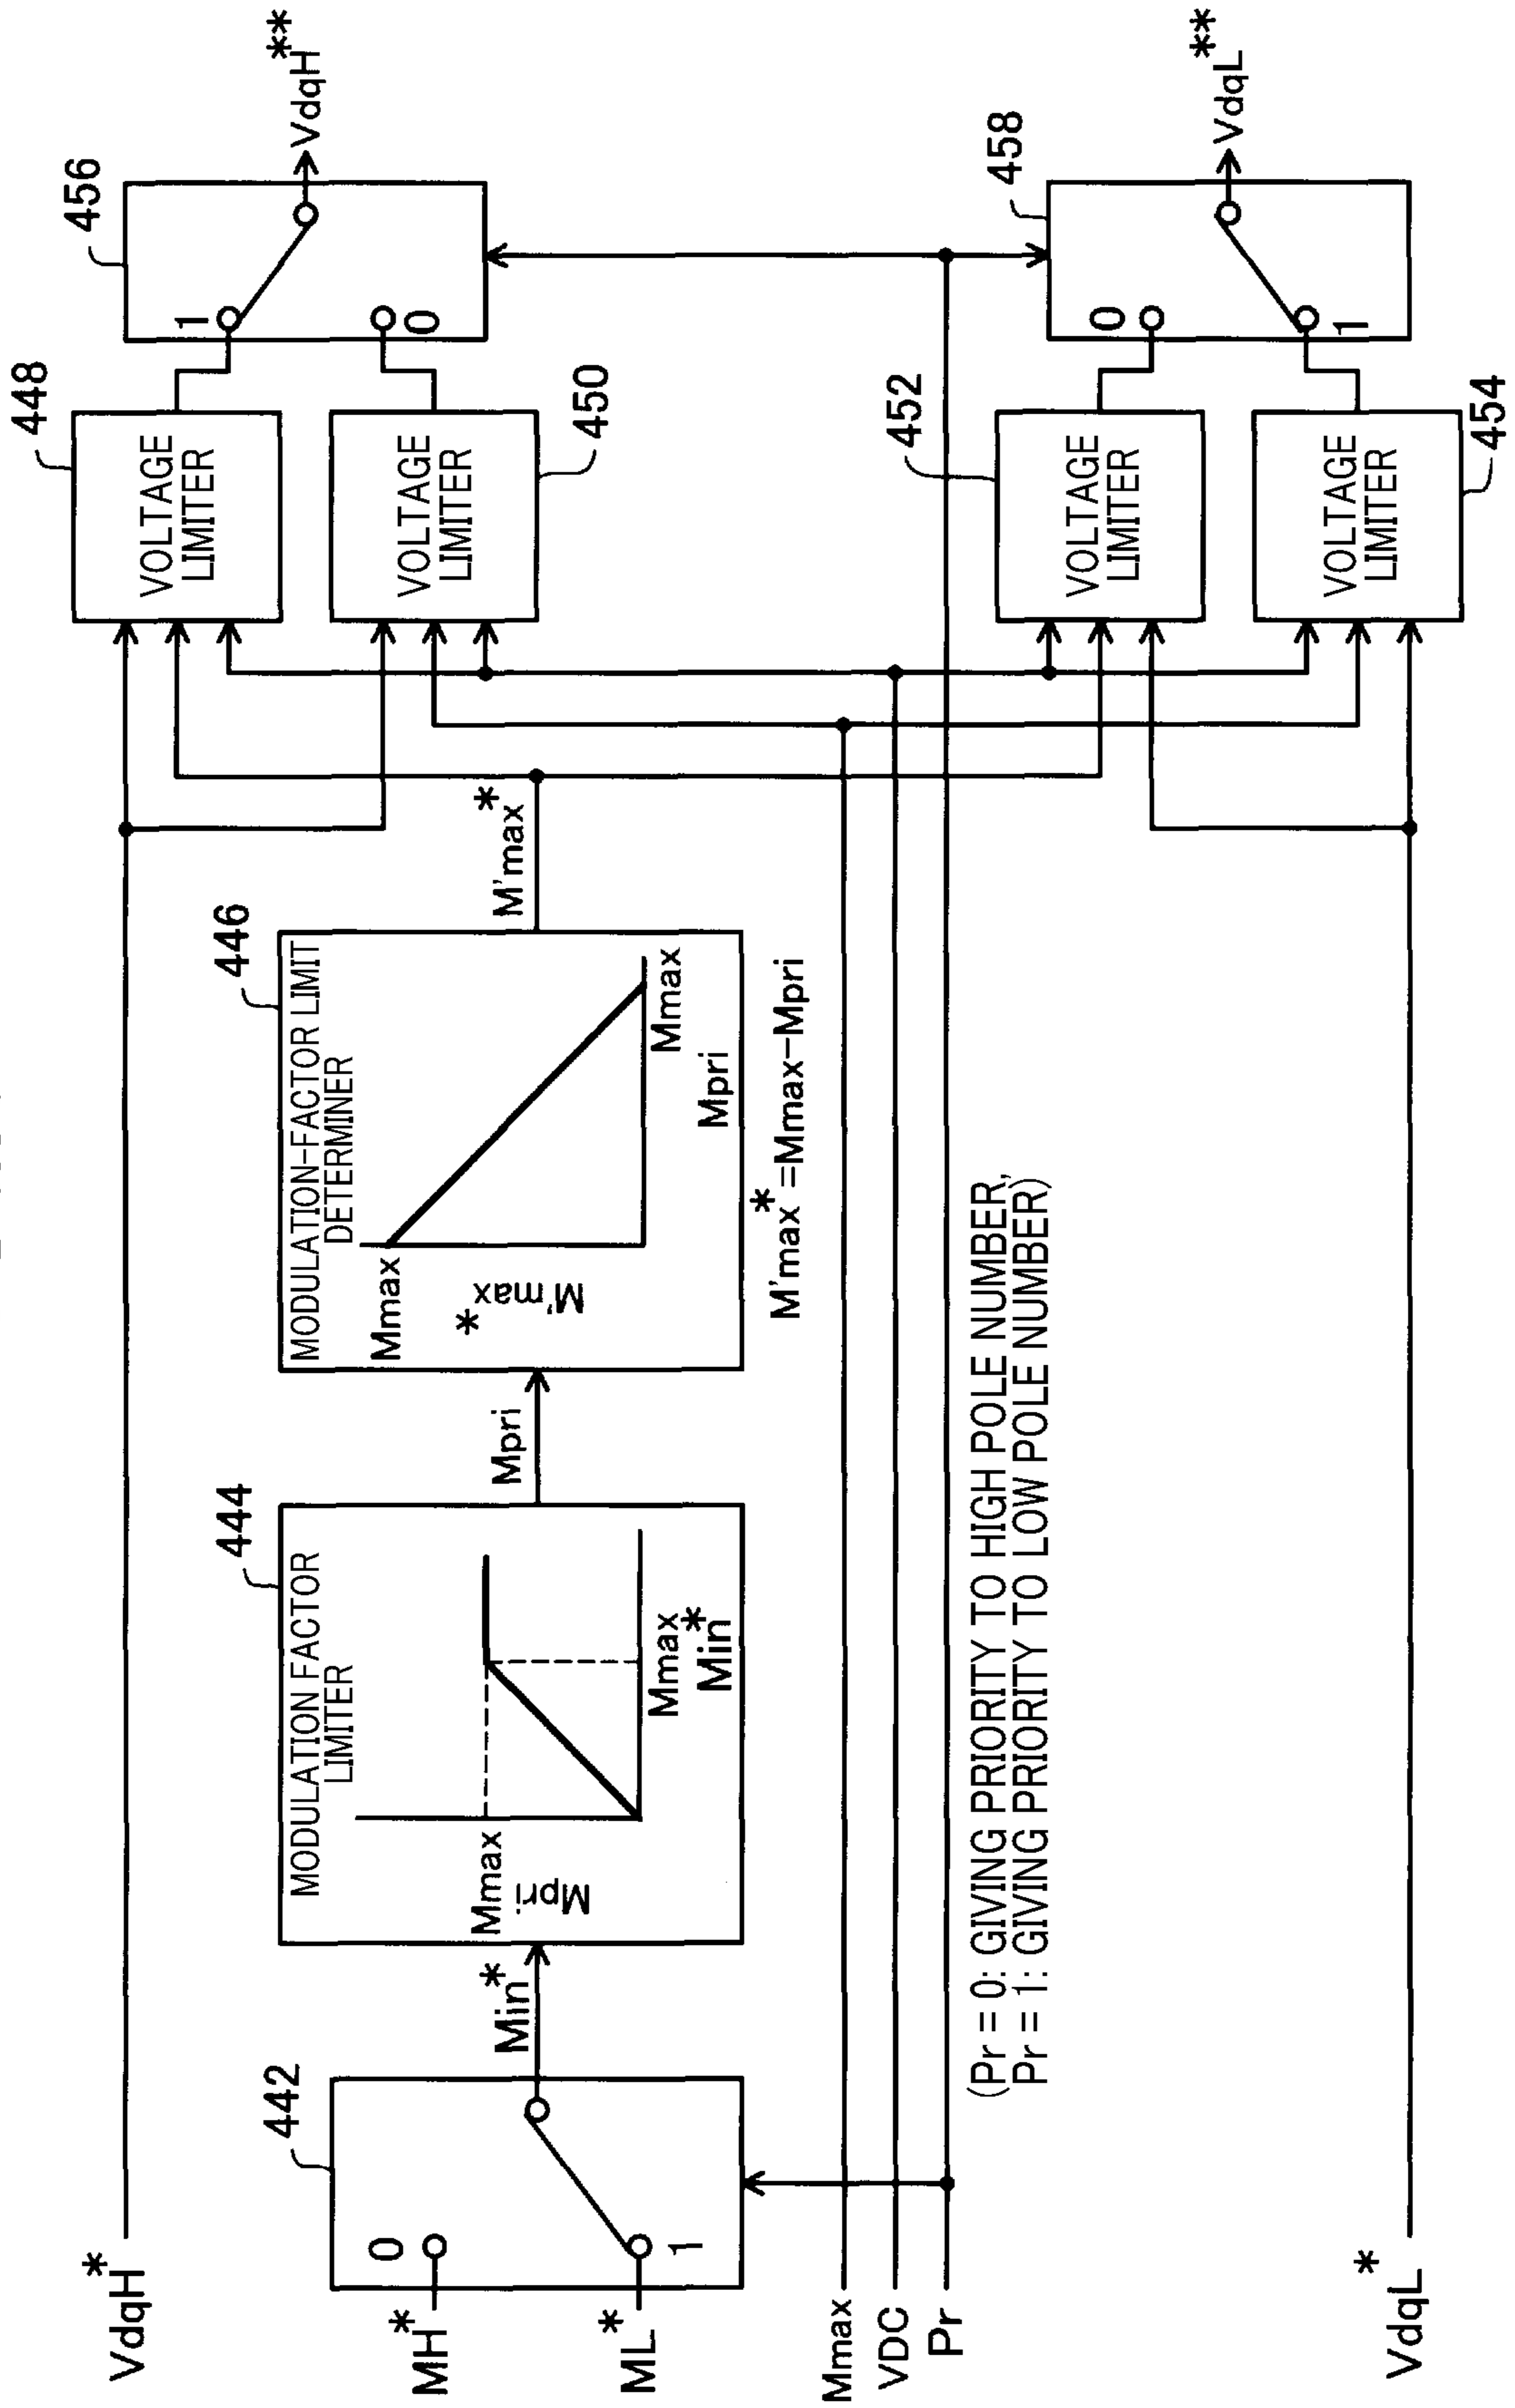 VdqH*
MH*
ML*
0
1
442
Min*
444
MODULATION FACTOR
LIMITER
Mmax
Mpri
Mmax
Min*
Mpri
446
MODULATION-FACTOR LIMIT
DETERMINER
Mmax
M'max*
Mmax
Mpri
M'max*=Mmax-Mpri
M'max*
448
VOLTAGE
LIMITER
450
VOLTAGE
LIMITER
456
1
0
VdqH**
Mmax
VDC
Pr
(Pr = 0: GIVING PRIORITY TO HIGH POLE NUMBER,
Pr = 1: GIVING PRIORITY TO LOW POLE NUMBER)
452
VOLTAGE
LIMITER
454
VOLTAGE
LIMITER
458
0
1
VdqL**
VdqL*